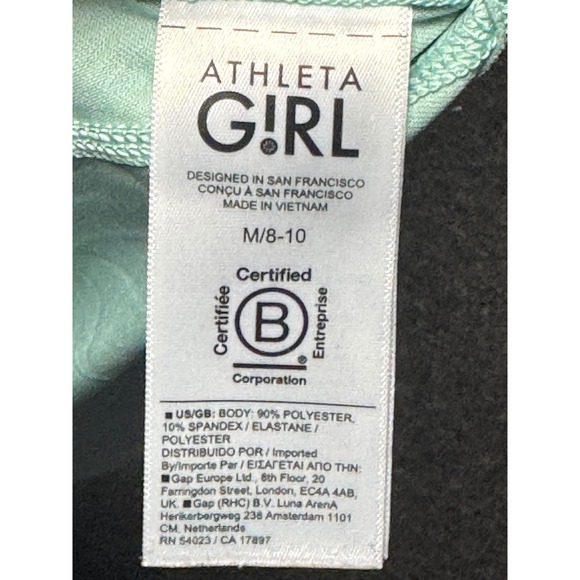 ATHLETA
G!RL
DESIGNED IN SAN FRANCISCO
CONÇU À SAN FRANCISCO
MADE IN VIETNAM
M/8-10
Certified
Certifiée
B
Entreprise
®
Corporation
■ US/GB: BODY: 90% POLYESTER,
10% SPANDEX / ELASTANE /
POLYESTER
DISTRIBUIDO POR / Imported
By/Importe Par / ΕΙΣΑΓΕΤΑΙ ΑΠΟ ΤΗΝ:
■ Gap Europe Ltd., 6th Floor, 20
Farringdon Street, London, EC4A 4AB,
UK. ■ Gap (RHC) B.V. Luna ArenA
Herikerbergweg 238 Amsterdam 1101
CM. Netherlands
RN 54023 / CA 17897